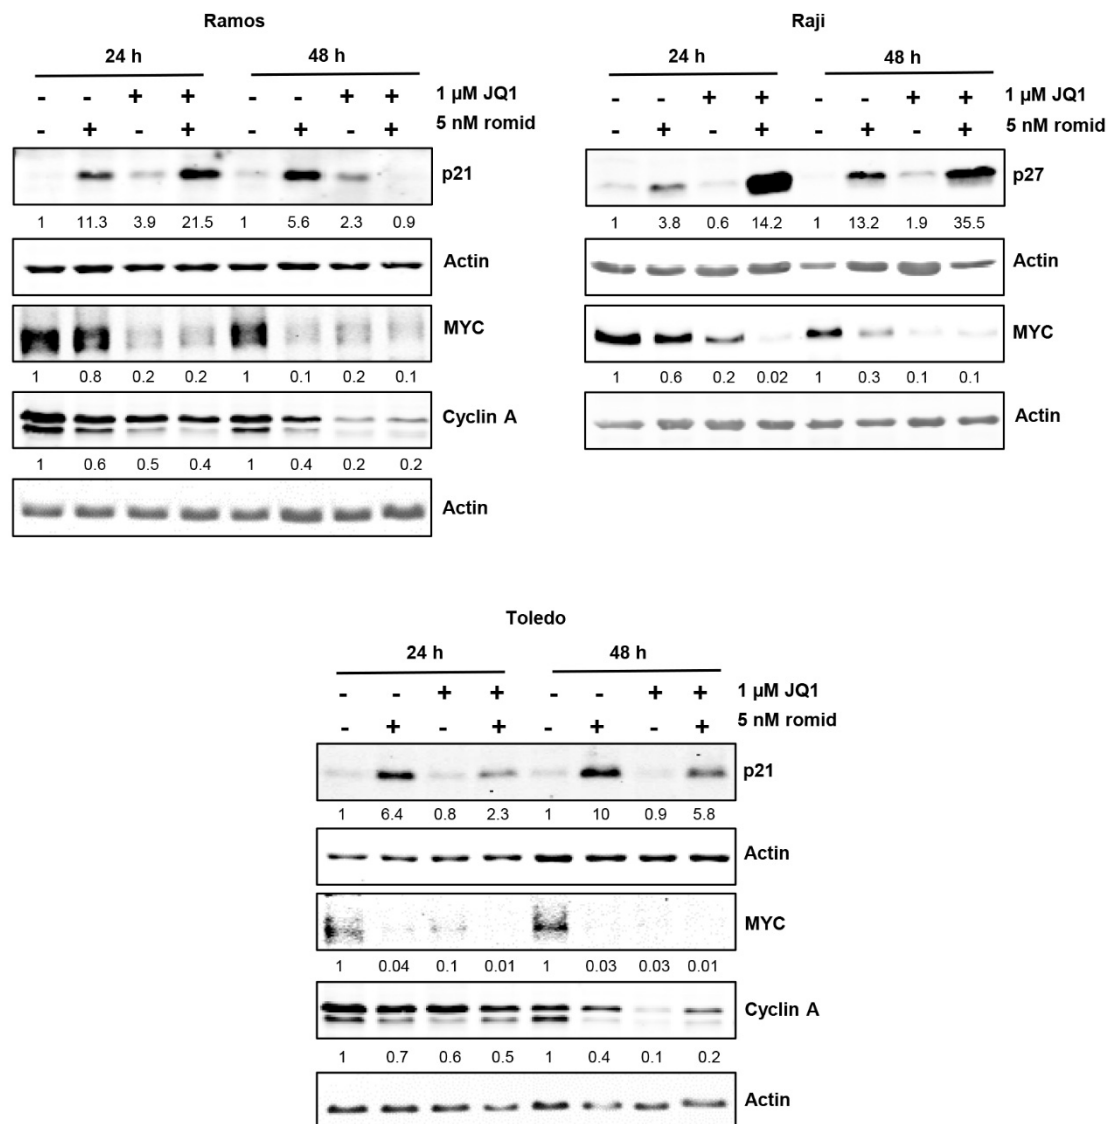 Ramos
24 h 48 h
- - + + - - + + 1 µM JQ1
- + - + - + - + 5 nM romid
p21
1 11.3 3.9 21.5 1 5.6 2.3 0.9
Actin
MYC
1 0.8 0.2 0.2 1 0.1 0.2 0.1
Cyclin A
1 0.6 0.5 0.4 1 0.4 0.2 0.2
Actin
Raji
24 h 48 h
- - + + - - + + 1 µM JQ1
- + - + - + - + 5 nM romid
p27
1 3.8 0.6 14.2 1 13.2 1.9 35.5
Actin
MYC
1 0.6 0.2 0.02 1 0.3 0.1 0.1
Actin
Toledo
24 h 48 h
- - + + - - + + 1 µM JQ1
- + - + - + - + 5 nM romid
p21
1 6.4 0.8 2.3 1 10 0.9 5.8
Actin
MYC
1 0.04 0.1 0.01 1 0.03 0.03 0.01
Cyclin A
1 0.7 0.6 0.5 1 0.4 0.1 0.2
Actin